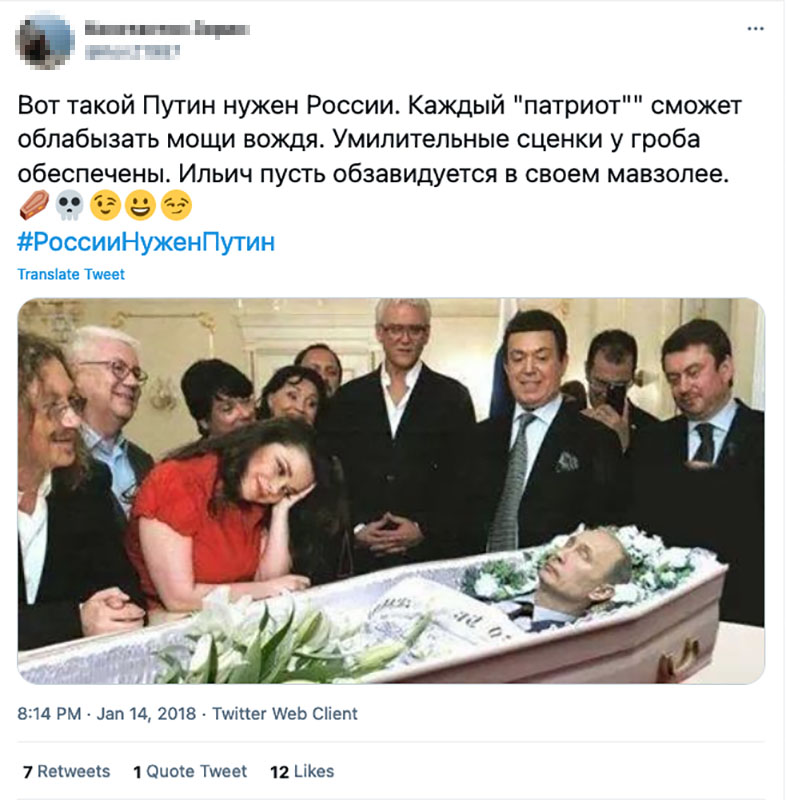 Вот такой Путин нужен России. Каждый "патриот"" сможет
облабызать мощи вождя. Умилительные сценки у гроба
обеспечены. Ильич пусть обзавидуется в своем мавзолее.
⚰️💀😉😃😏
#РоссииНуженПутин
Translate Tweet
8:14 PM · Jan 14, 2018 · Twitter Web Client
7 Retweets 1 Quote Tweet 12 Likes